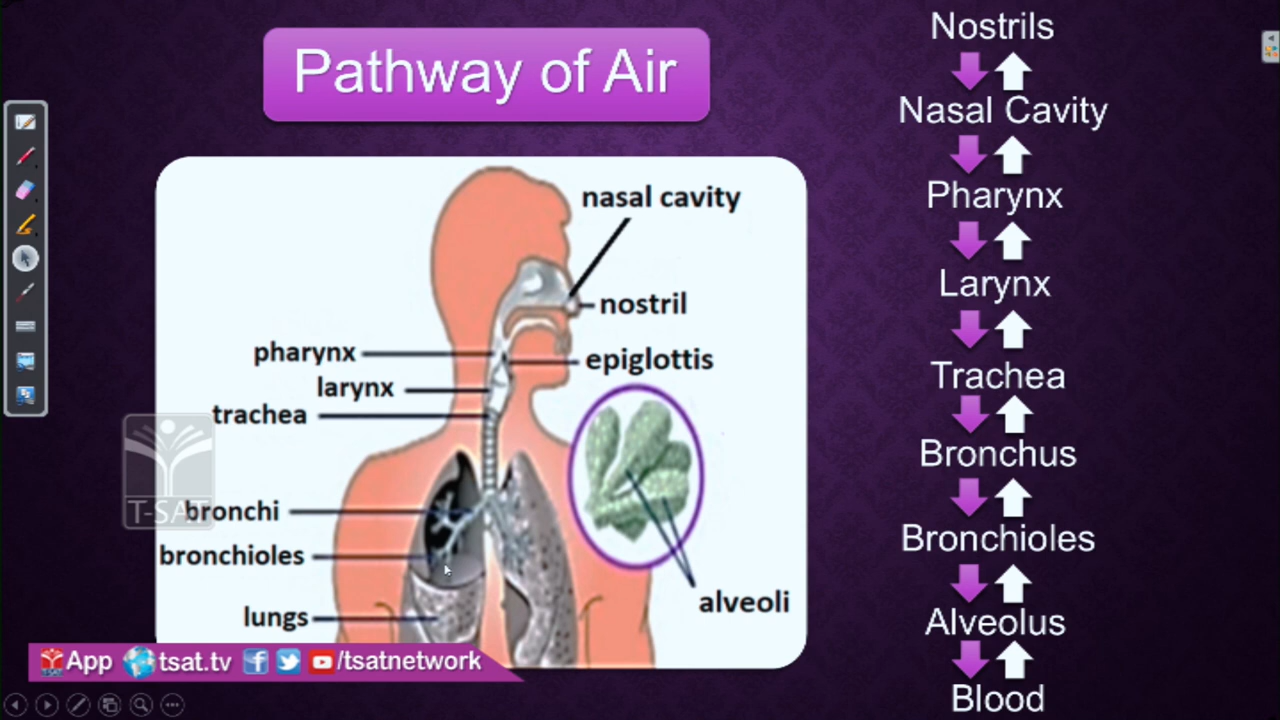 Pathway of Air
nasal cavity
nostril
pharynx
epiglottis
larynx
trachea
bronchi
bronchioles
lungs
alveoli
T-SAT
App tsat.tv /tsatnetwork
Nostrils
Nasal Cavity
Pharynx
Larynx
Trachea
Bronchus
Bronchioles
Alveolus
Blood